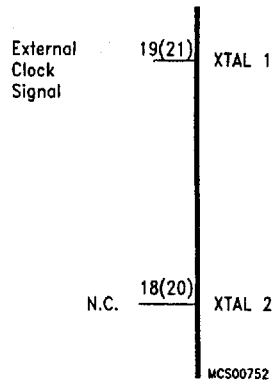 External
Clock
Signal
19(21)
XTAL 1
N.C.
18(20)
XTAL 2
MCS00752